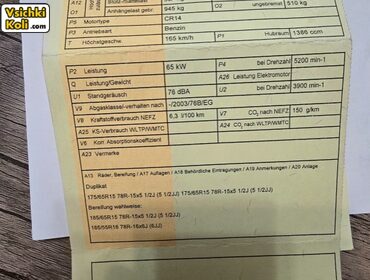 Vsichki
Koli.com
A12 945 kg O2 ungebremst 510 kg
O1 Anhängelast gebr.
P5 Motortype CR14
P3 Antriebsart Benzin
T Höchstgeschw. 165 km/h P1 Hubraum 1386 ccm
P2 Leistung 65 kW P4 bei Drehzahl 5200 min-1
Q Leistung/Gewicht A26 Leistung Elektromotor
U1 Standgeräusch 76 dBA U2 bei Drehzahl 3900 min-1
V9 Abgasklasse/-verhalten nach -/2003/76B/EG
V8 Kraftstoffverbrauch NEFZ 6,3 l/100 km V7 CO₂ nach NEFZ 150 g/km
A25 KS-Verbrauch WLTP/WMTC A24 CO₂ nach WLTP/WMTC
V6 Korr. Absorptionskoeffizient
A23 Vermerke
A13 Räder, Bereifung / A17 Auflagen / A18 Behördliche Eintragungen / A19 Anmerkungen / A20 Anlage
Duplikat
175/65R15 78R-15x5 1/2J (5 1/2JJ) 175/65R15 78R-15x5 1/2J (5 1/2JJ)
Bereifung wahlweise:
185/55R15 78R-15x5 1/2J (5 1/2JJ)
185/55R15 78R-16x6J (6JJ)